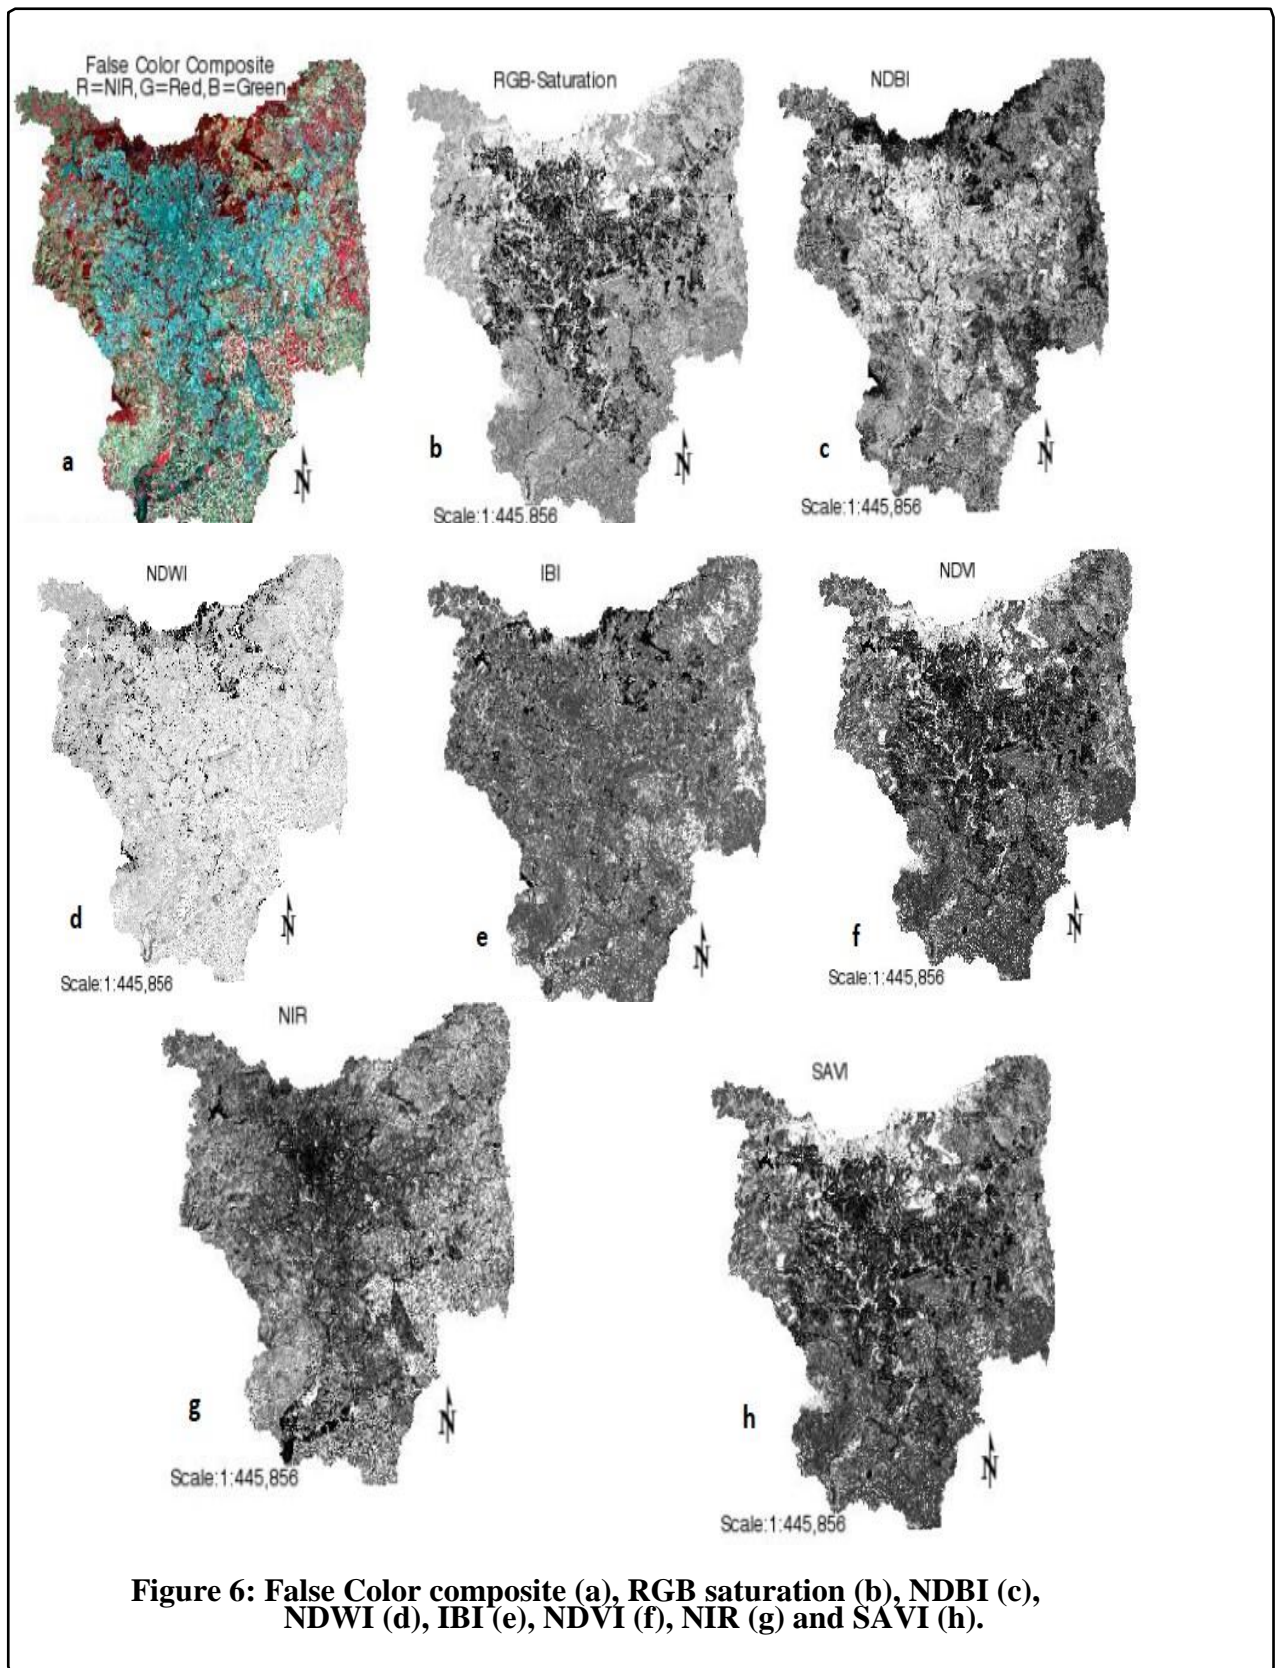 False Color Composite
R=NIR,G=Red,B=Green
a
N
RGB-Saturation
b
N
Scale:1:445,856
NDBI
c
N
Scale:1:445,856
NDWI
d
N
Scale:1:445,856
IBI
e
N
NDVI
f
N
Scale:1:445,856
NIR
g
N
Scale:1:445,856
SAVI
h
N
Scale:1:445,856
Figure 6: False Color composite (a), RGB saturation (b), NDBI (c),
NDWI (d), IBI (e), NDVI (f), NIR (g) and SAVI (h).